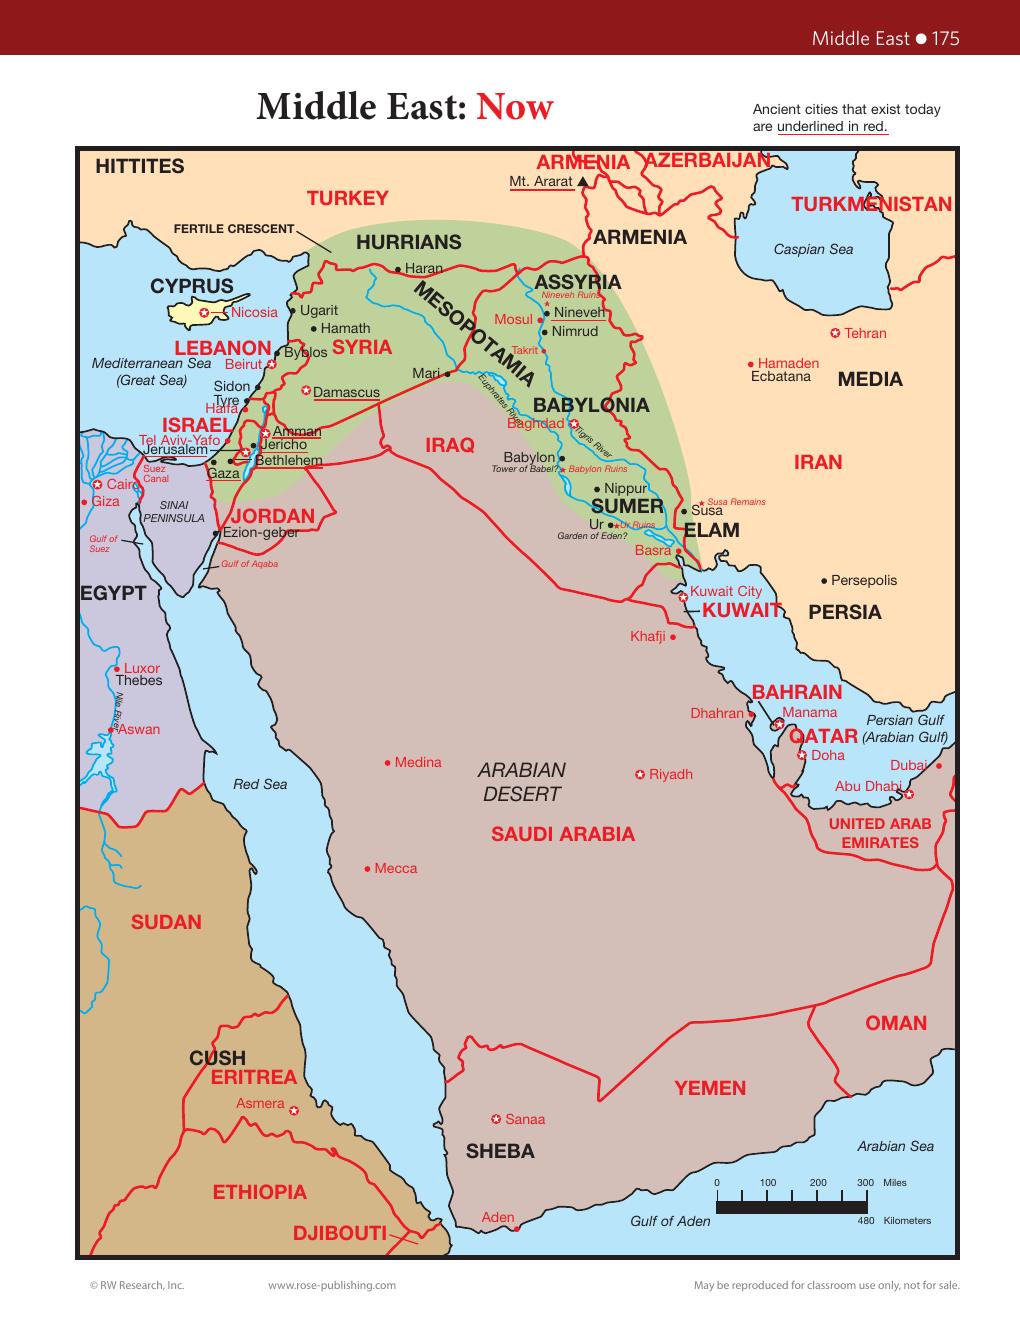 Middle East ● 175
Middle East: Now
Ancient cities that exist today
are underlined in red.
HITTITES
ARMENIA
AZERBAIJAN
Mt. Ararat
TURKEY
TURKMENISTAN
FERTILE CRESCENT
HURRIANS
ARMENIA
Caspian Sea
Haran
CYPRUS
ASSYRIA
Nineveh Ruins
MESOPOTAMIA
Nicosia
Ugarit
Nineveh
Mosul
Hamath
Nimrud
Tehran
LEBANON
Byblos
SYRIA
Takrit
Mediterranean Sea
(Great Sea)
Beirut
Hamaden
Ecbatana
MEDIA
Mari
Sidon
Tyre
Damascus
Euphrates River
Haifa
BABYLONIA
ISRAEL
Baghdad
Tigris River
Amman
Tel Aviv-Yafo
Jericho
IRAQ
Jerusalem
Bethlehem
Babylon
IRAN
Tower of Babel?
Babylon Ruins
Gaza
Suez
Canal
Cairo
Nippur
Giza
SINAI
PENINSULA
SUMER
Susa Remains
Susa
JORDAN
Ur
Ur Ruins
ELAM
Ezion-geber
Garden of Eden?
Gulf of
Suez
Basra
Gulf of Aqaba
Persepolis
EGYPT
Kuwait City
KUWAIT
PERSIA
Khafji
Luxor
Thebes
BAHRAIN
Nile River
Dhahran
Manama
Persian Gulf
(Arabian Gulf)
Aswan
QATAR
Doha
Medina
ARABIAN
DESERT
Riyadh
Dubai
Red Sea
Abu Dhabi
SAUDI ARABIA
UNITED ARAB
EMIRATES
Mecca
SUDAN
OMAN
CUSH
ERITREA
YEMEN
Asmera
Sanaa
SHEBA
Arabian Sea
ETHIOPIA
0 100 200 300 Miles
Aden
Gulf of Aden
480 Kilometers
DJIBOUTI
© RW Research, Inc.
www.rose-publishing.com
May be reproduced for classroom use only, not for sale.